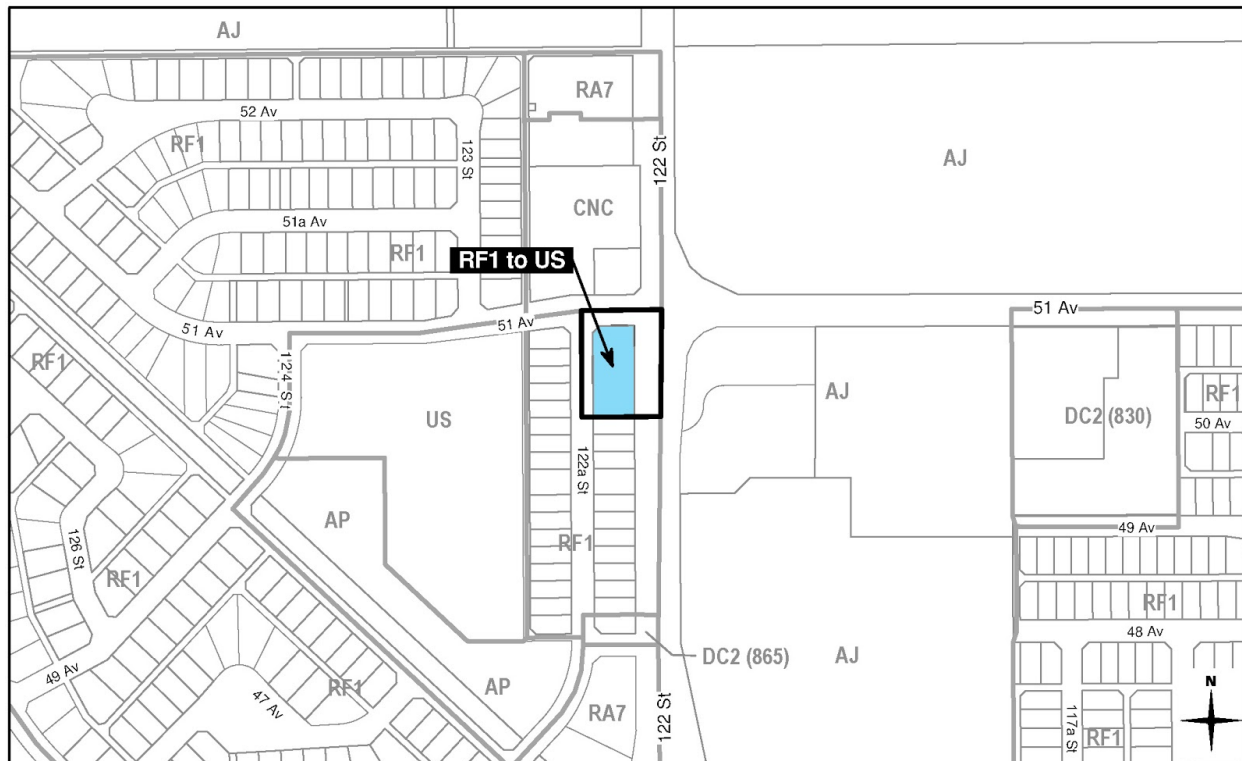 AJ
RA7
52 Av
RF1
123 St
122 St
AJ
CNC
51a Av
RF1
RF1 to US
51 Av
51 Av
51 Av
RF1
124 St
US
AJ
DC2 (830)
RF1
50 Av
122a St
AP
126 St
RF1
RF1
49 Av
RF1
48 Av
49 Av
RF1
47 Av
AP
DC2 (865)
AJ
RA7
122 St
117a St
RF1
N